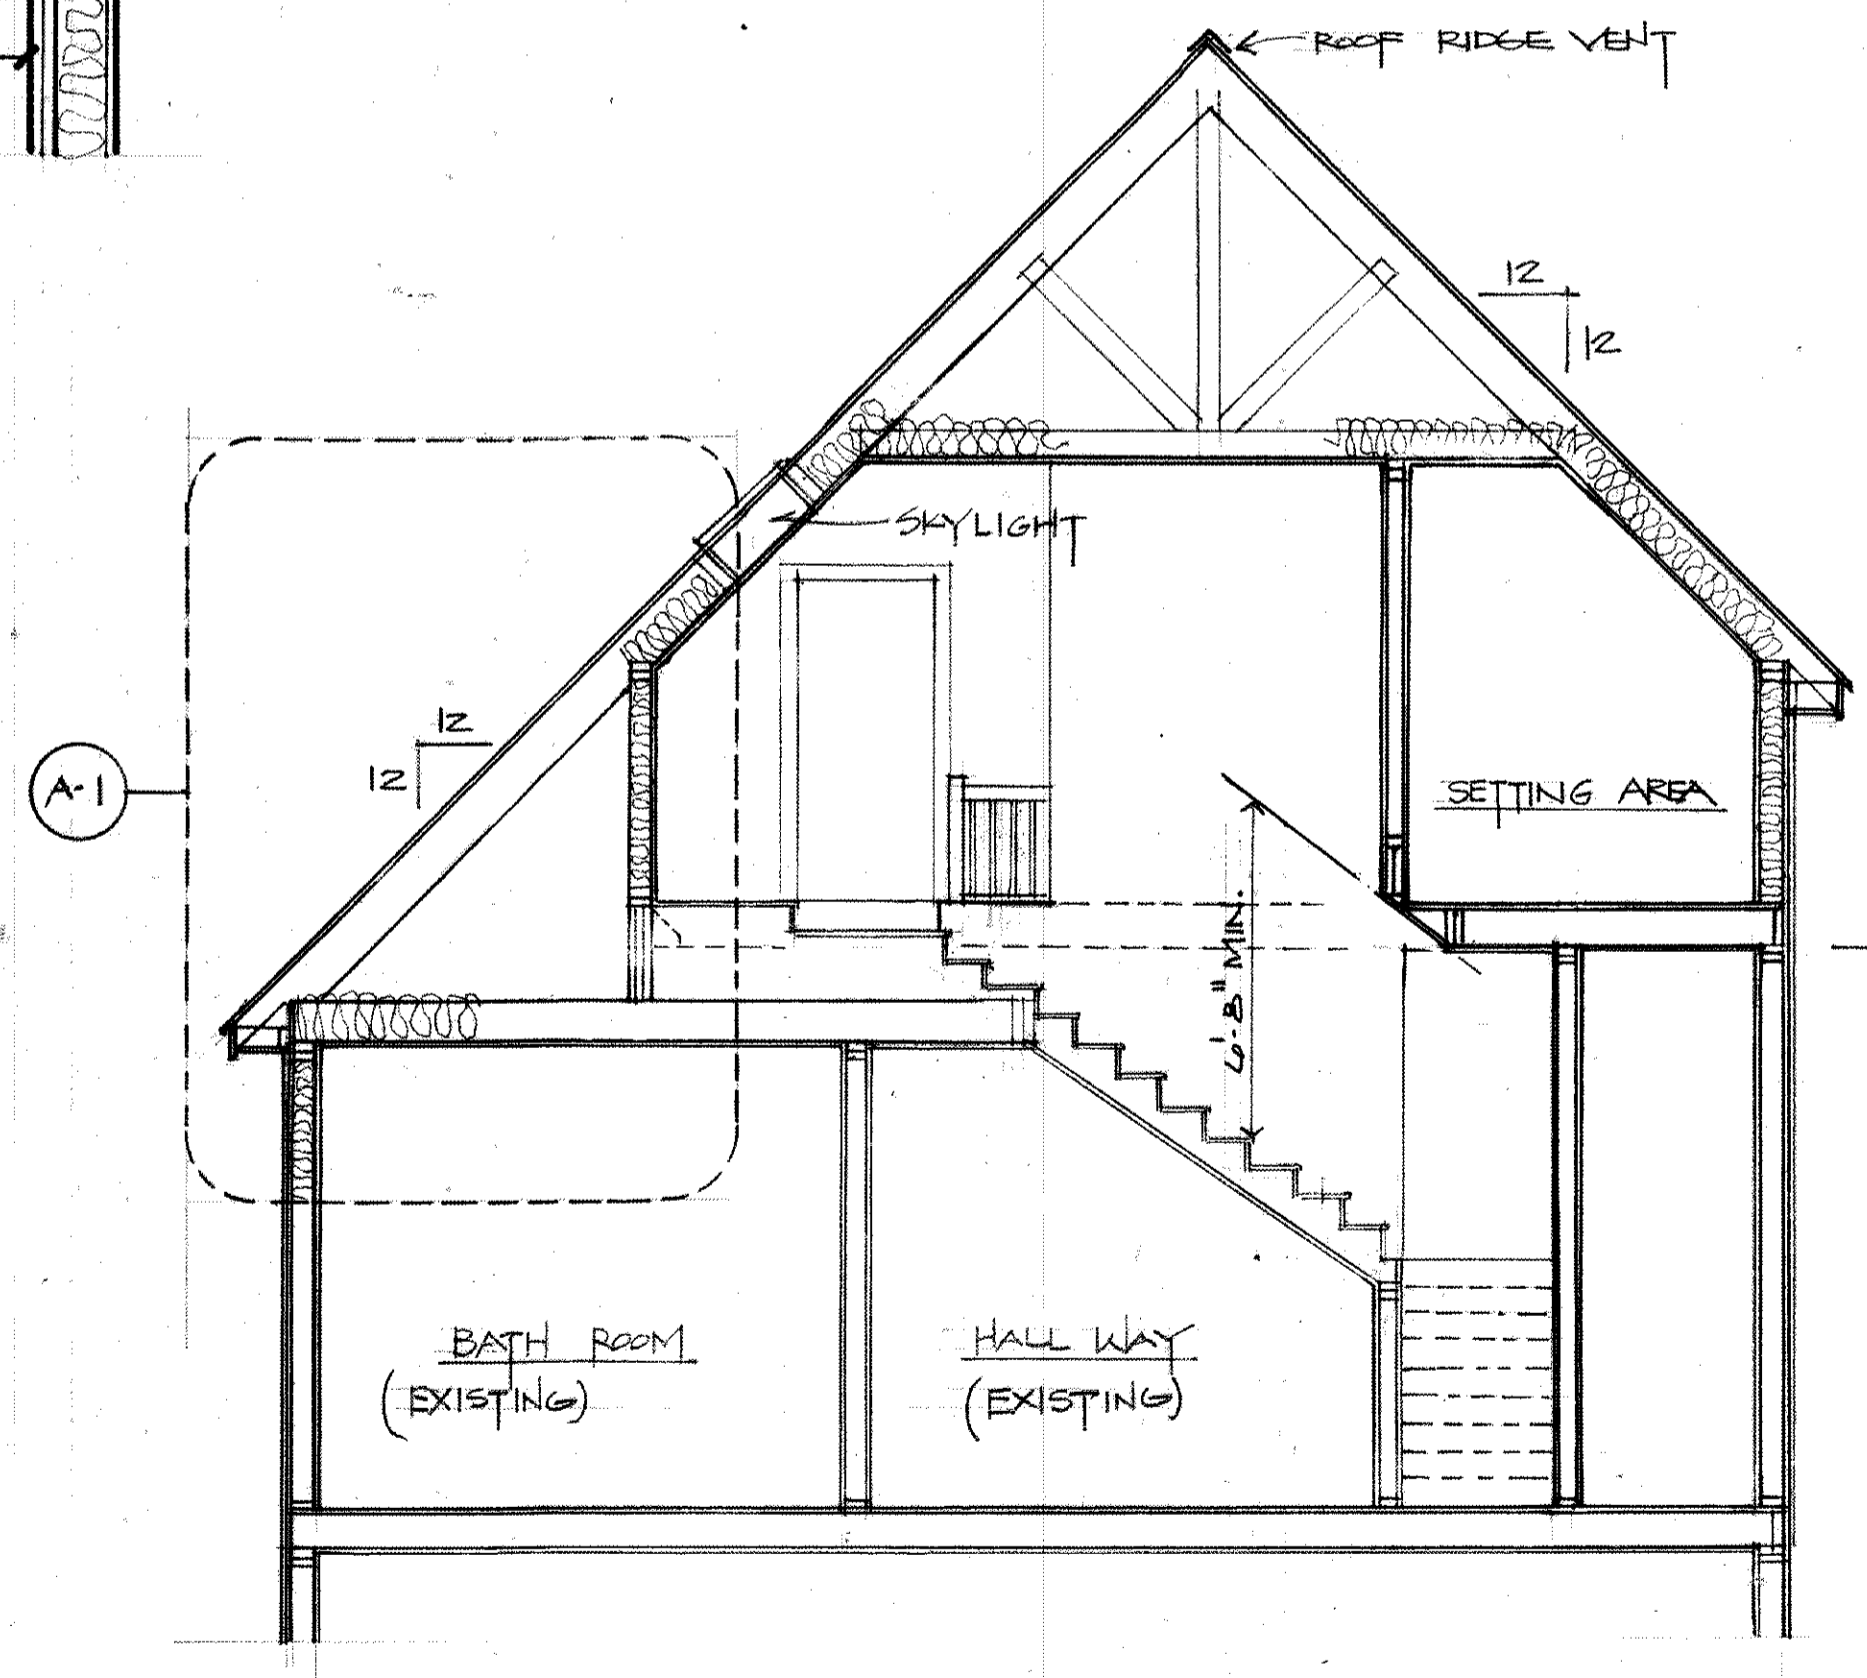 ROOF RIDGE VENT
12
12
SKYLIGHT
12
12
A-1
SETTING AREA
6'-8" MIN.
BATH ROOM
(EXISTING)
HALL WAY
(EXISTING)